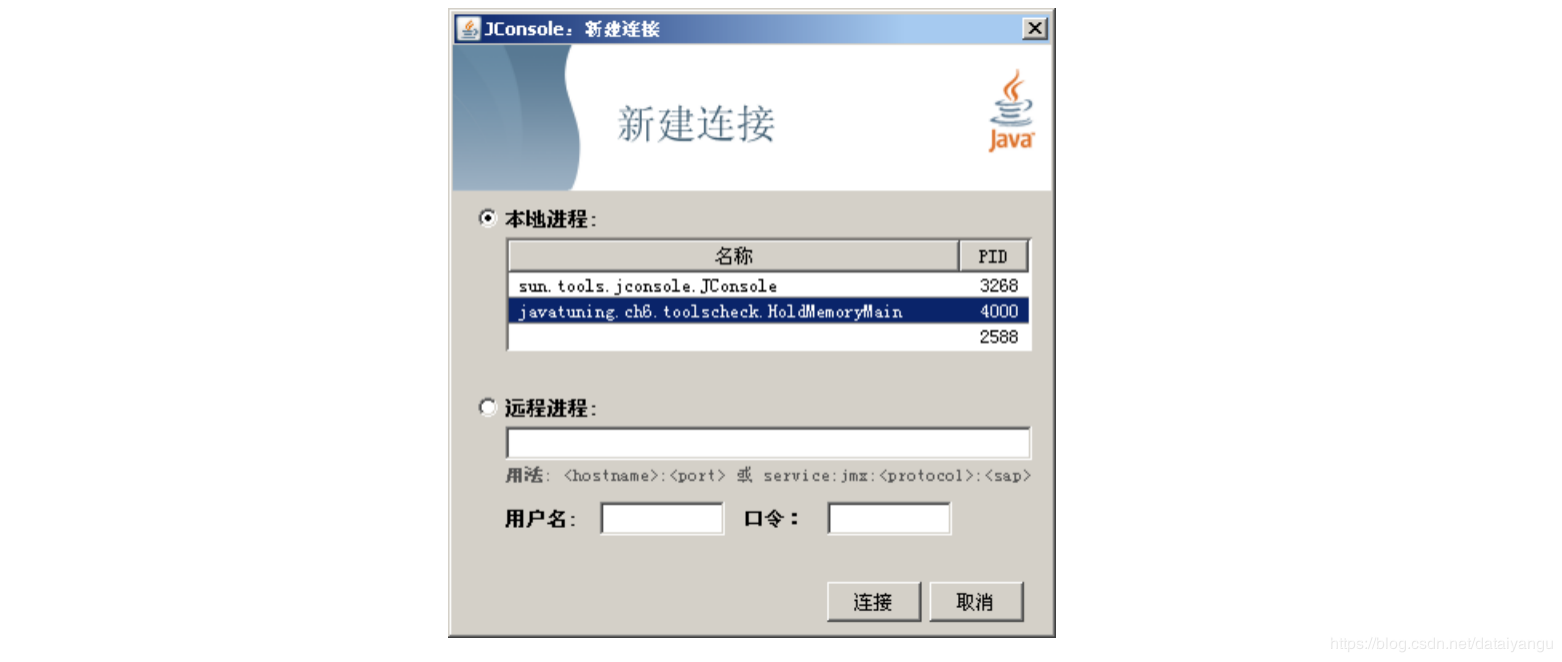 JConsole: 新建连接
新建连接
Java
本地进程:
名称 PID
sun.tools.jconsole.JConsole 3268
javatuning.ch6.toolscheck.HoldMemoryMain 4000
2588
远程进程:
用法: <hostname>:<port> 或 service:jmx:<protocol>:<sap>
用户名: 口令:
连接 取消
https://blog.csdn.net/dataiyangu